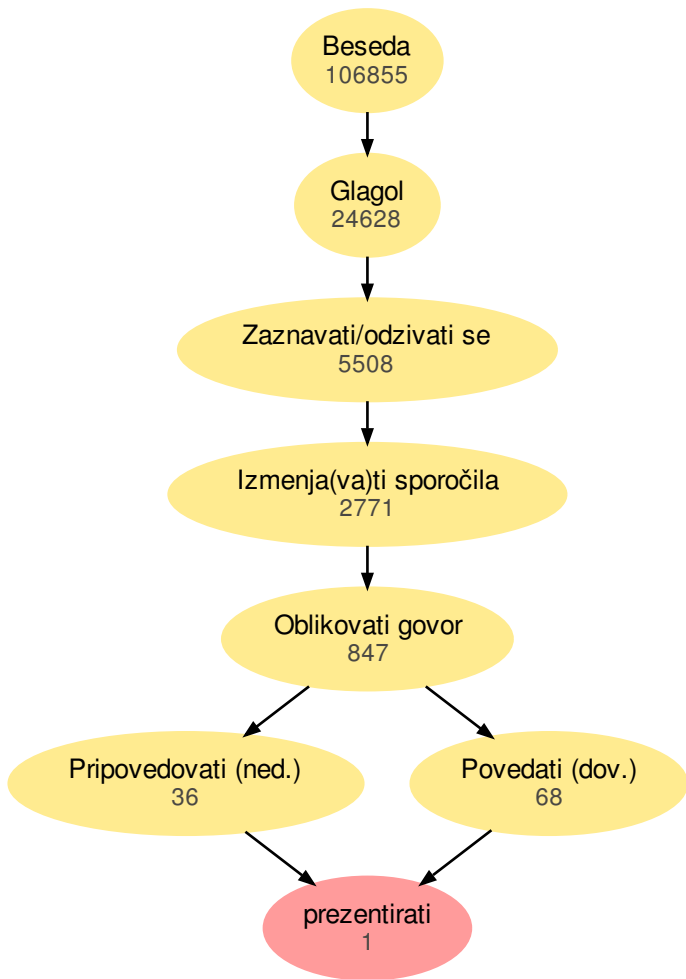 Beseda
106855
Glagol
24628
Zaznavati/odzivati se
5508
Izmenja(va)ti sporočila
2771
Oblikovati govor
847
Pripovedovati (ned.)
36
Povedati (dov.)
68
prezentirati
1